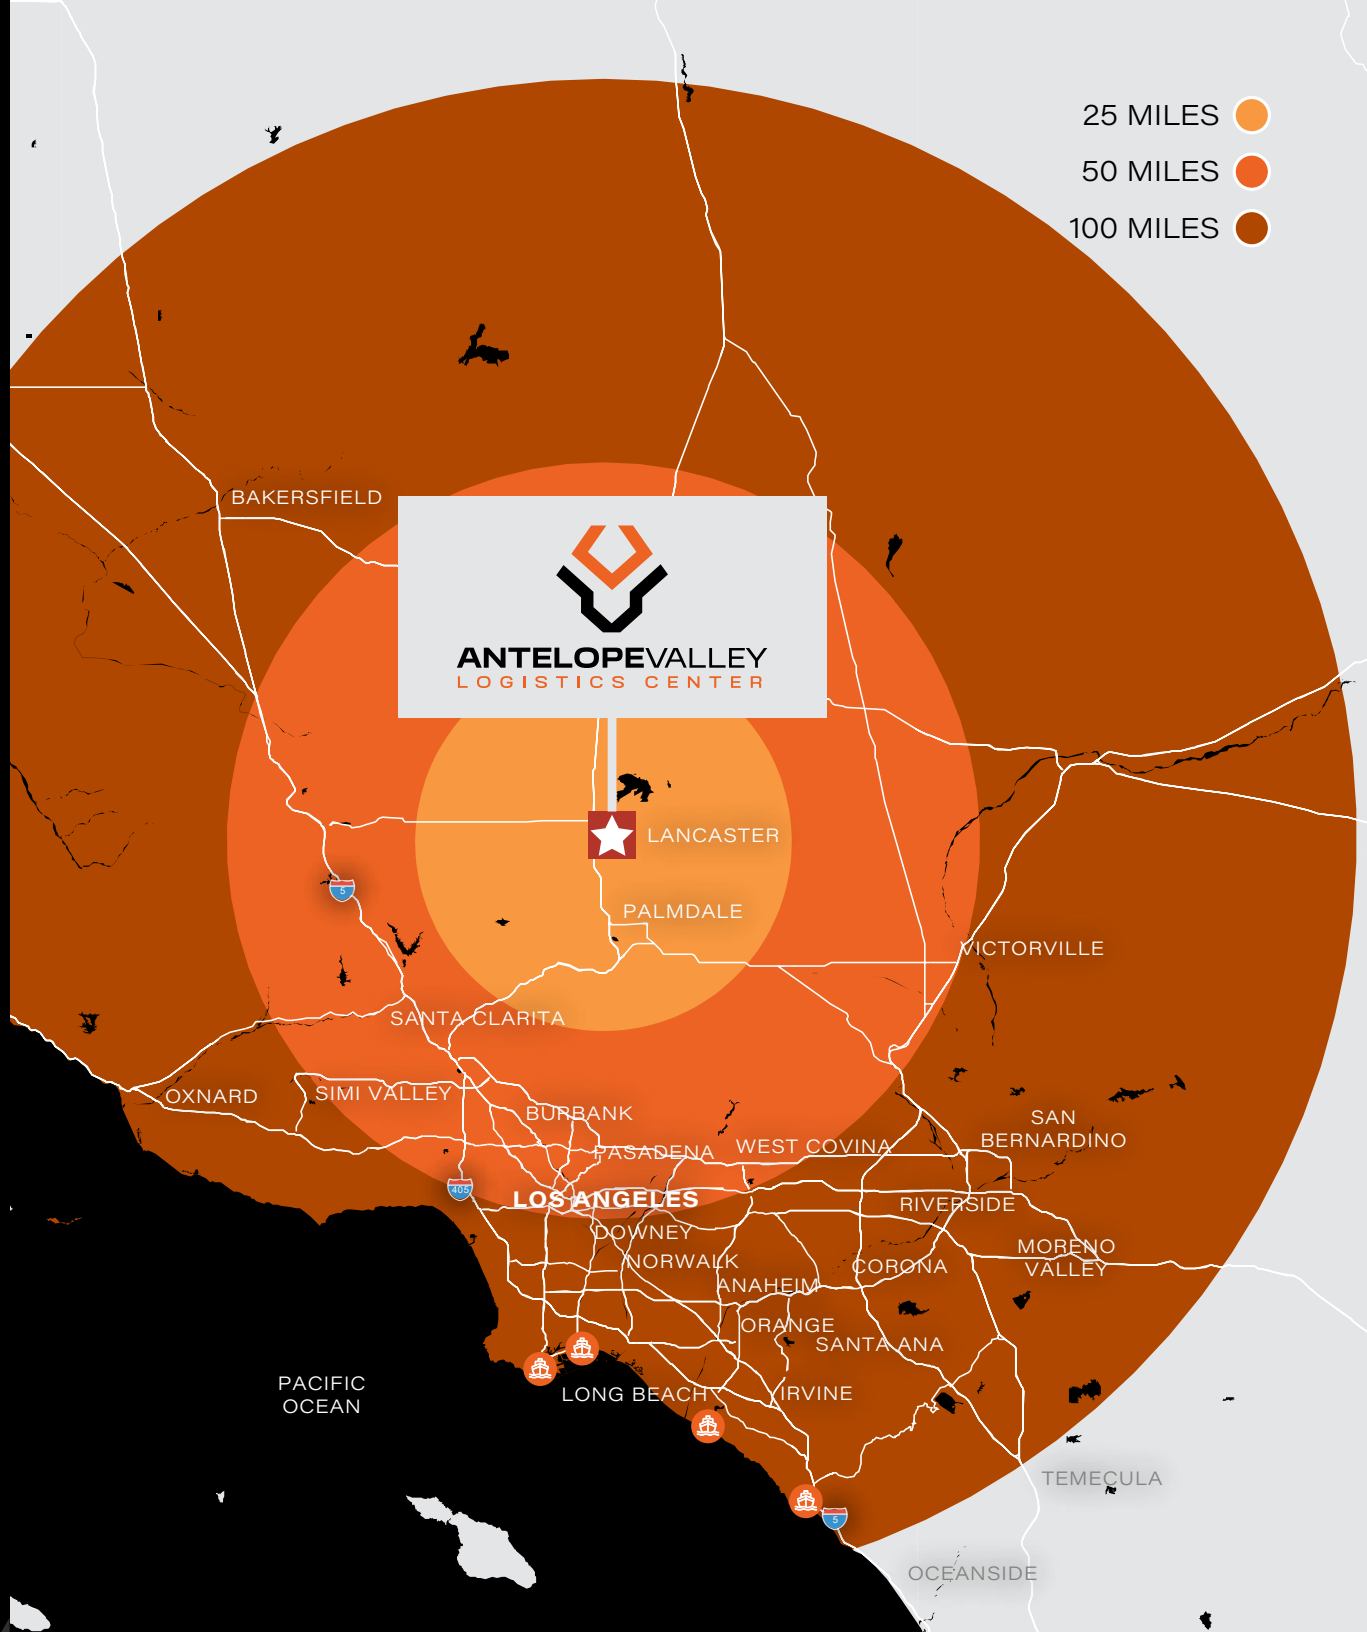 25 MILES
50 MILES
100 MILES
BAKERSFIELD
ANTELOPEVALLEY
LOGISTICS CENTER
LANCASTER
5
PALMDALE
VICTORVILLE
SANTA CLARITA
OXNARD
SIMI VALLEY
BURBANK
SAN
BERNARDINO
PASADENA
WEST COVINA
405
LOS ANGELES
RIVERSIDE
DOWNEY
NORWALK
MORENO
VALLEY
CORONA
ANAHEIM
ORANGE
SANTA ANA
PACIFIC
OCEAN
LONG BEACH
IRVINE
TEMECULA
5
OCEANSIDE